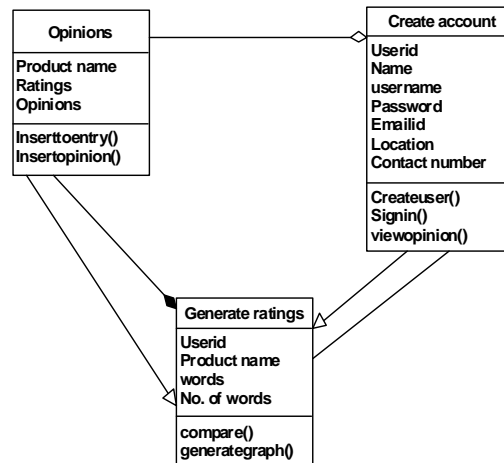 Opinions
Product name
Ratings
Opinions
Inserttoentry()
Insertopinion()
Create account
Userid
Name
username
Password
Emailid
Location
Contact number
Createuser()
Signin()
viewopinion()
Generate ratings
Userid
Product name
words
No. of words
compare()
generategraph()